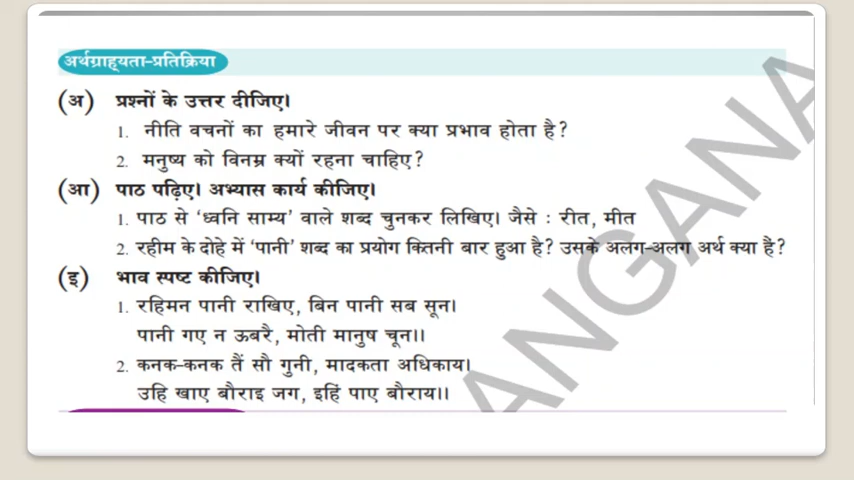 अर्थग्राह्यता-प्रतिक्रिया
(अ) प्रश्नों के उत्तर दीजिए।
1. नीति वचनों का हमारे जीवन पर क्या प्रभाव होता है?
2. मनुष्य को विनम्र क्यों रहना चाहिए?
(आ) पाठ पढ़िए। अभ्यास कार्य कीजिए।
1. पाठ से ‘ध्वनि साम्य’ वाले शब्द चुनकर लिखिए। जैसे : रीत, मीत
2. रहीम के दोहे में ‘पानी’ शब्द का प्रयोग कितनी बार हुआ है? उसके अलग-अलग अर्थ क्या हैं?
(इ) भाव स्पष्ट कीजिए।
1. रहिमन पानी राखिए, बिन पानी सब सून।
पानी गए न ऊबरै, मोती मानुष चून।।
2. कनक-कनक तैं सौ गुनी, मादकता अधिकाय।
उहि खाए बौराइ जग, इहिं पाए बौराय।।
ANGANA